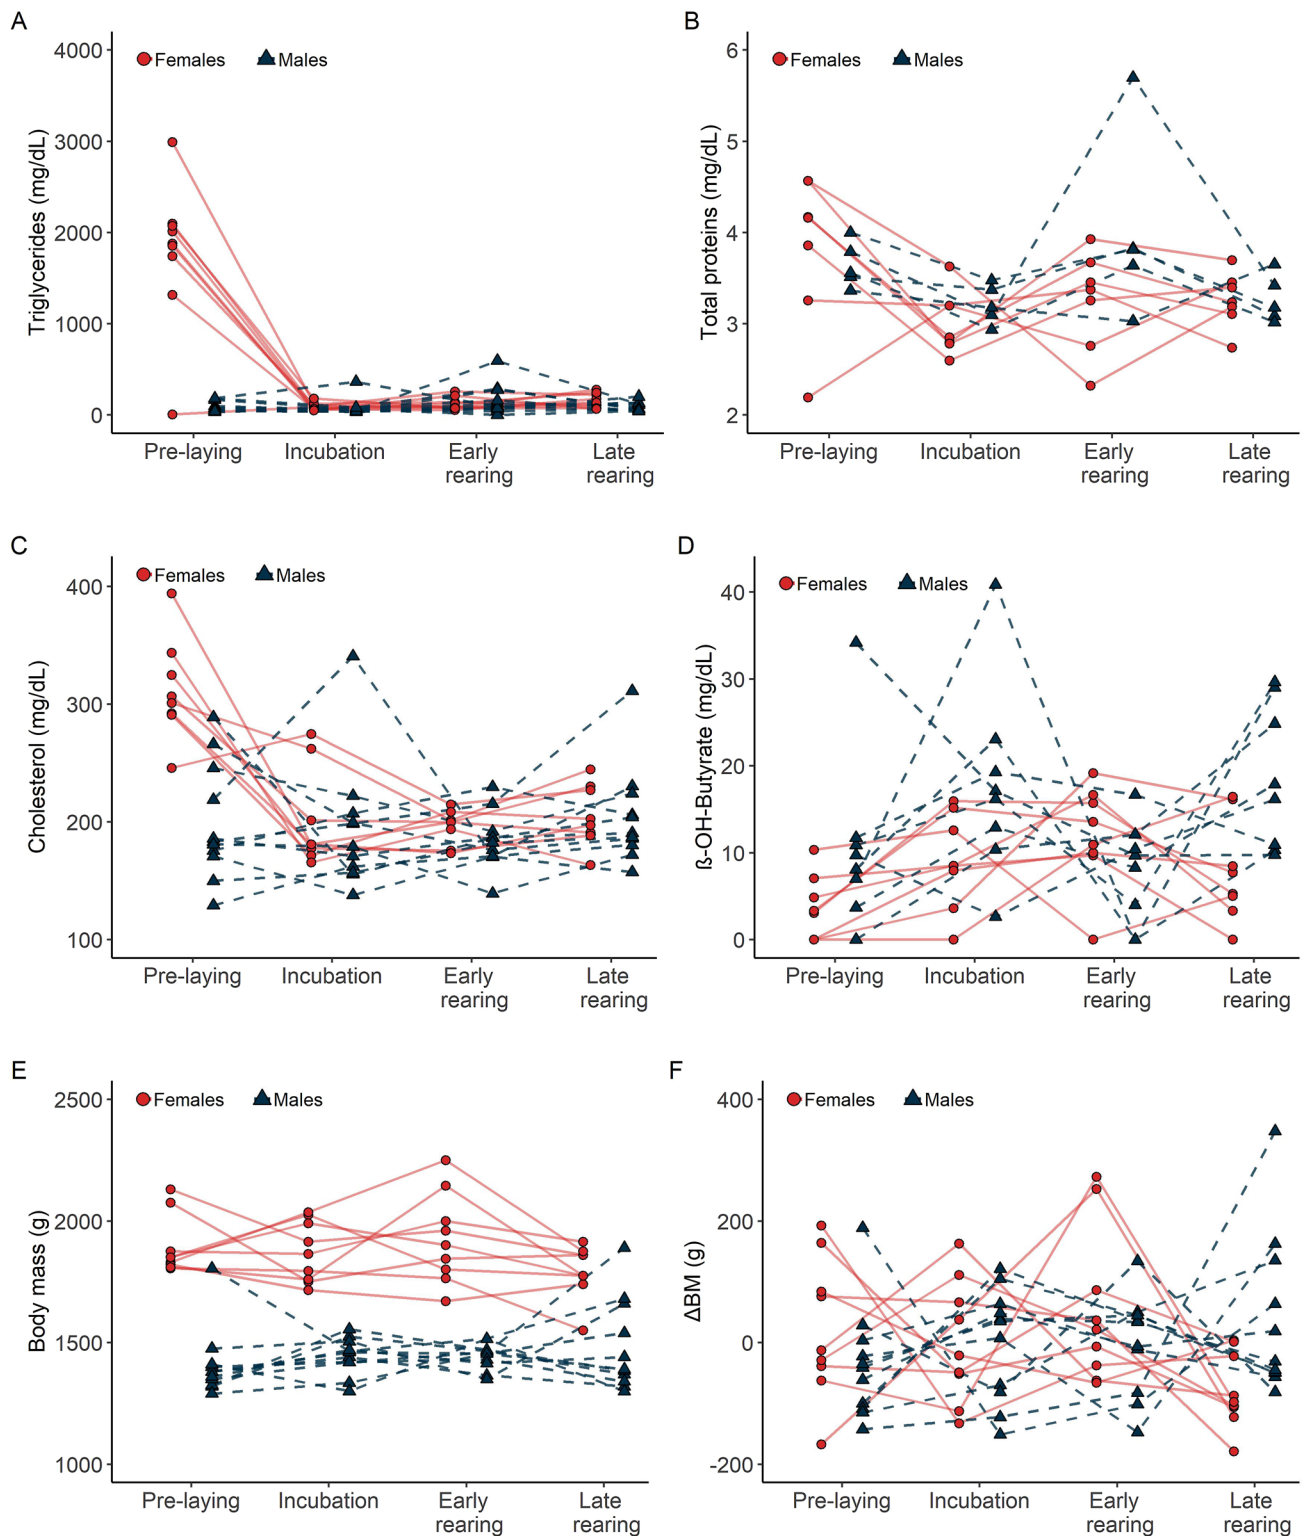 A
Triglycerides (mg/dL)
Females Males
4000
3000
2000
1000
0
Pre-laying Incubation Early Late
rearing rearing
B
Total proteins (mg/dL)
Females Males
6
5
4
3
2
Pre-laying Incubation Early Late
rearing rearing
C
Cholesterol (mg/dL)
Females Males
400
300
200
100
Pre-laying Incubation Early Late
rearing rearing
D
ß-OH-Butyrate (mg/dL)
Females Males
40
30
20
10
0
Pre-laying Incubation Early Late
rearing rearing
E
Body mass (g)
Females Males
2500
2000
1500
1000
Pre-laying Incubation Early Late
rearing rearing
F
ΔBM (g)
Females Males
400
200
0
-200
Pre-laying Incubation Early Late
rearing rearing